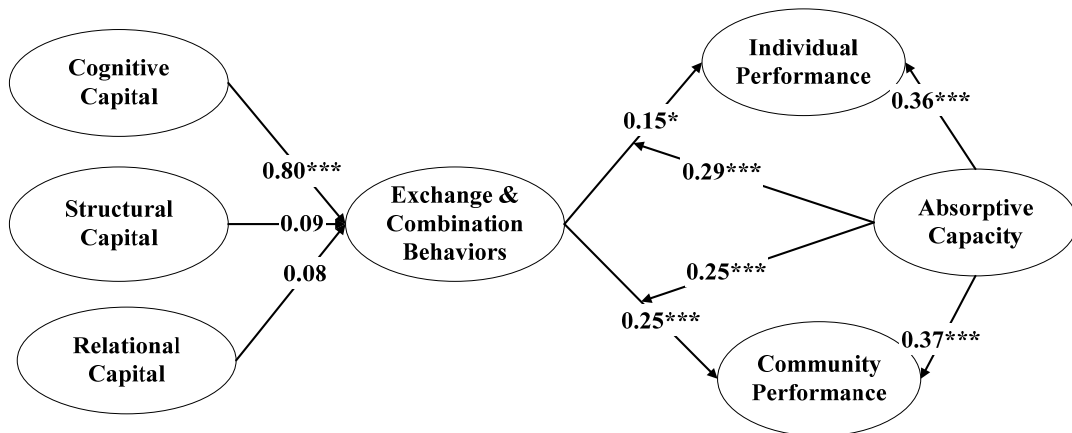 Cognitive
Capital
Structural
Capital
Relational
Capital
0.80***
0.09
0.08
Exchange &
Combination
Behaviors
Individual
Performance
0.15*
0.29***
0.36***
Absorptive
Capacity
0.25***
0.25***
0.37***
Community
Performance